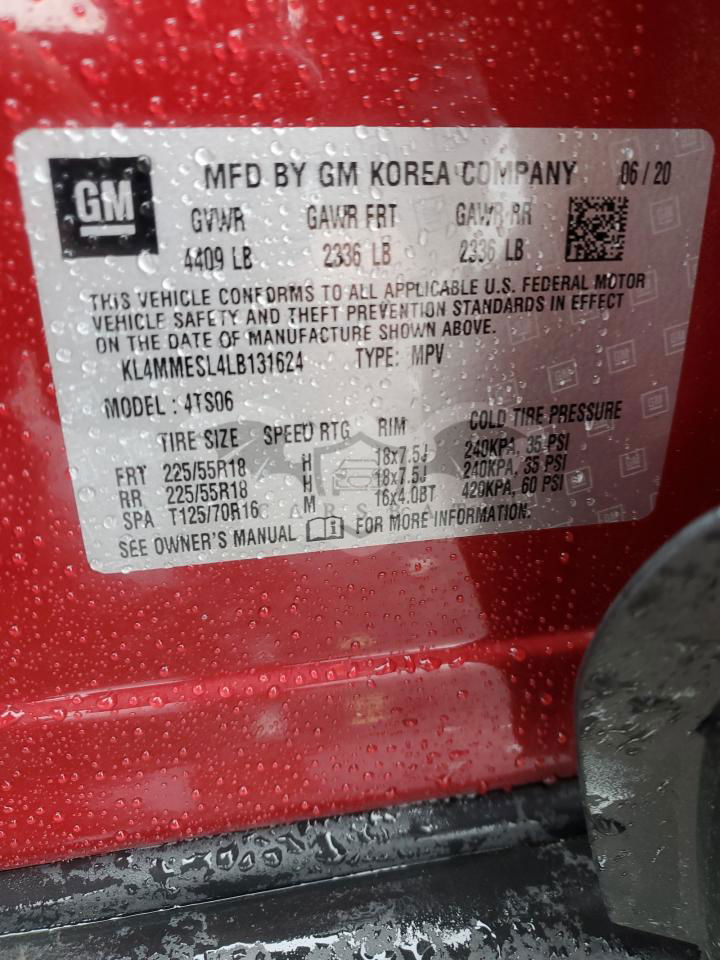 GM
MFD BY GM KOREA COMPANY 06/20
GVWR GAWR FRT GAWR RR
4409 LB 2336 LB 2336 LB
THIS VEHICLE CONFORMS TO ALL APPLICABLE U.S. FEDERAL MOTOR
VEHICLE SAFETY AND THEFT PREVENTION STANDARDS IN EFFECT
ON THE DATE OF MANUFACTURE SHOWN ABOVE.
KL4MMESL4LB131624 TYPE: MPV
MODEL : 4TS06
TIRE SIZE SPEED RTG RIM COLD TIRE PRESSURE
FRT 225/55R18 H 18x7.5J 240KPA, 35 PSI
RR 225/55R18 H 18x7.5J 240KPA, 35 PSI
SPA T125/70R16 M 16x4.0BT 420KPA, 60 PSI
SEE OWNER'S MANUAL FOR MORE INFORMATION.